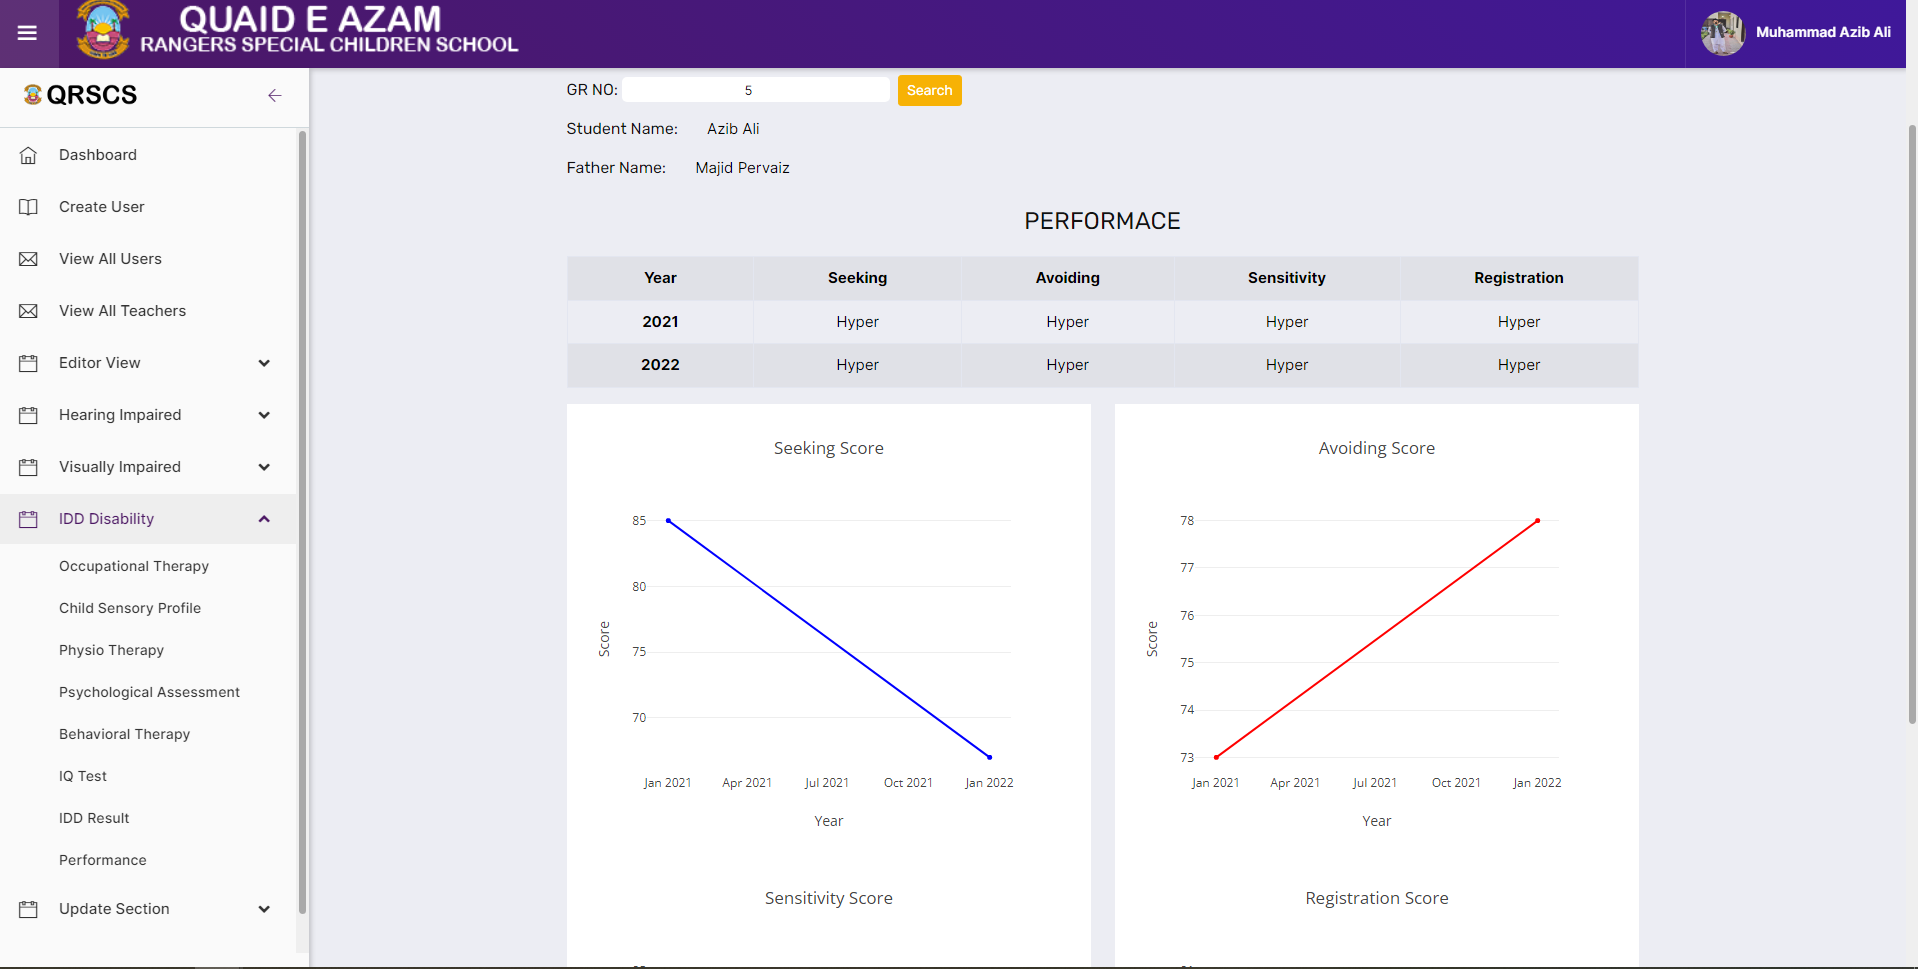 QUAID E AZAM
RANGERS SPECIAL CHILDREN SCHOOL
Muhammad Azib Ali
QRSCS
Dashboard
Create User
View All Users
View All Teachers
Editor View
Hearing Impaired
Visually Impaired
IDD Disability
Occupational Therapy
Child Sensory Profile
Physio Therapy
Psychological Assessment
Behavioral Therapy
IQ Test
IDD Result
Performance
Update Section
GR NO: 5 Search
Student Name: Azib Ali
Father Name: Majid Pervaiz
PERFORMACE
Year Seeking Avoiding Sensitivity Registration
2021 Hyper Hyper Hyper Hyper
2022 Hyper Hyper Hyper Hyper
Seeking Score
85
80
75
70
Score
Jan 2021 Apr 2021 Jul 2021 Oct 2021 Jan 2022
Year
Avoiding Score
78
77
76
75
74
73
Score
Jan 2021 Apr 2021 Jul 2021 Oct 2021 Jan 2022
Year
Sensitivity Score
Registration Score